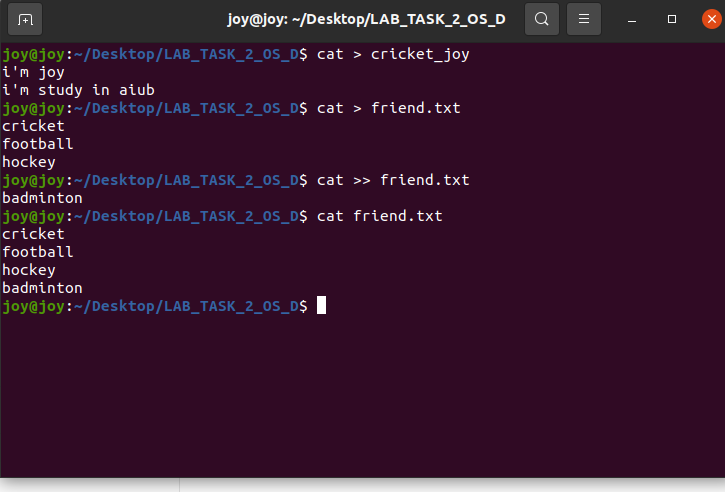 joy@joy: ~/Desktop/LAB_TASK_2_OS_D
joy@joy:~/Desktop/LAB_TASK_2_OS_D$ cat > cricket_joy
i'm joy
i'm study in aiub
joy@joy:~/Desktop/LAB_TASK_2_OS_D$ cat > friend.txt
cricket
football
hockey
joy@joy:~/Desktop/LAB_TASK_2_OS_D$ cat >> friend.txt
badminton
joy@joy:~/Desktop/LAB_TASK_2_OS_D$ cat friend.txt
cricket
football
hockey
badminton
joy@joy:~/Desktop/LAB_TASK_2_OS_D$